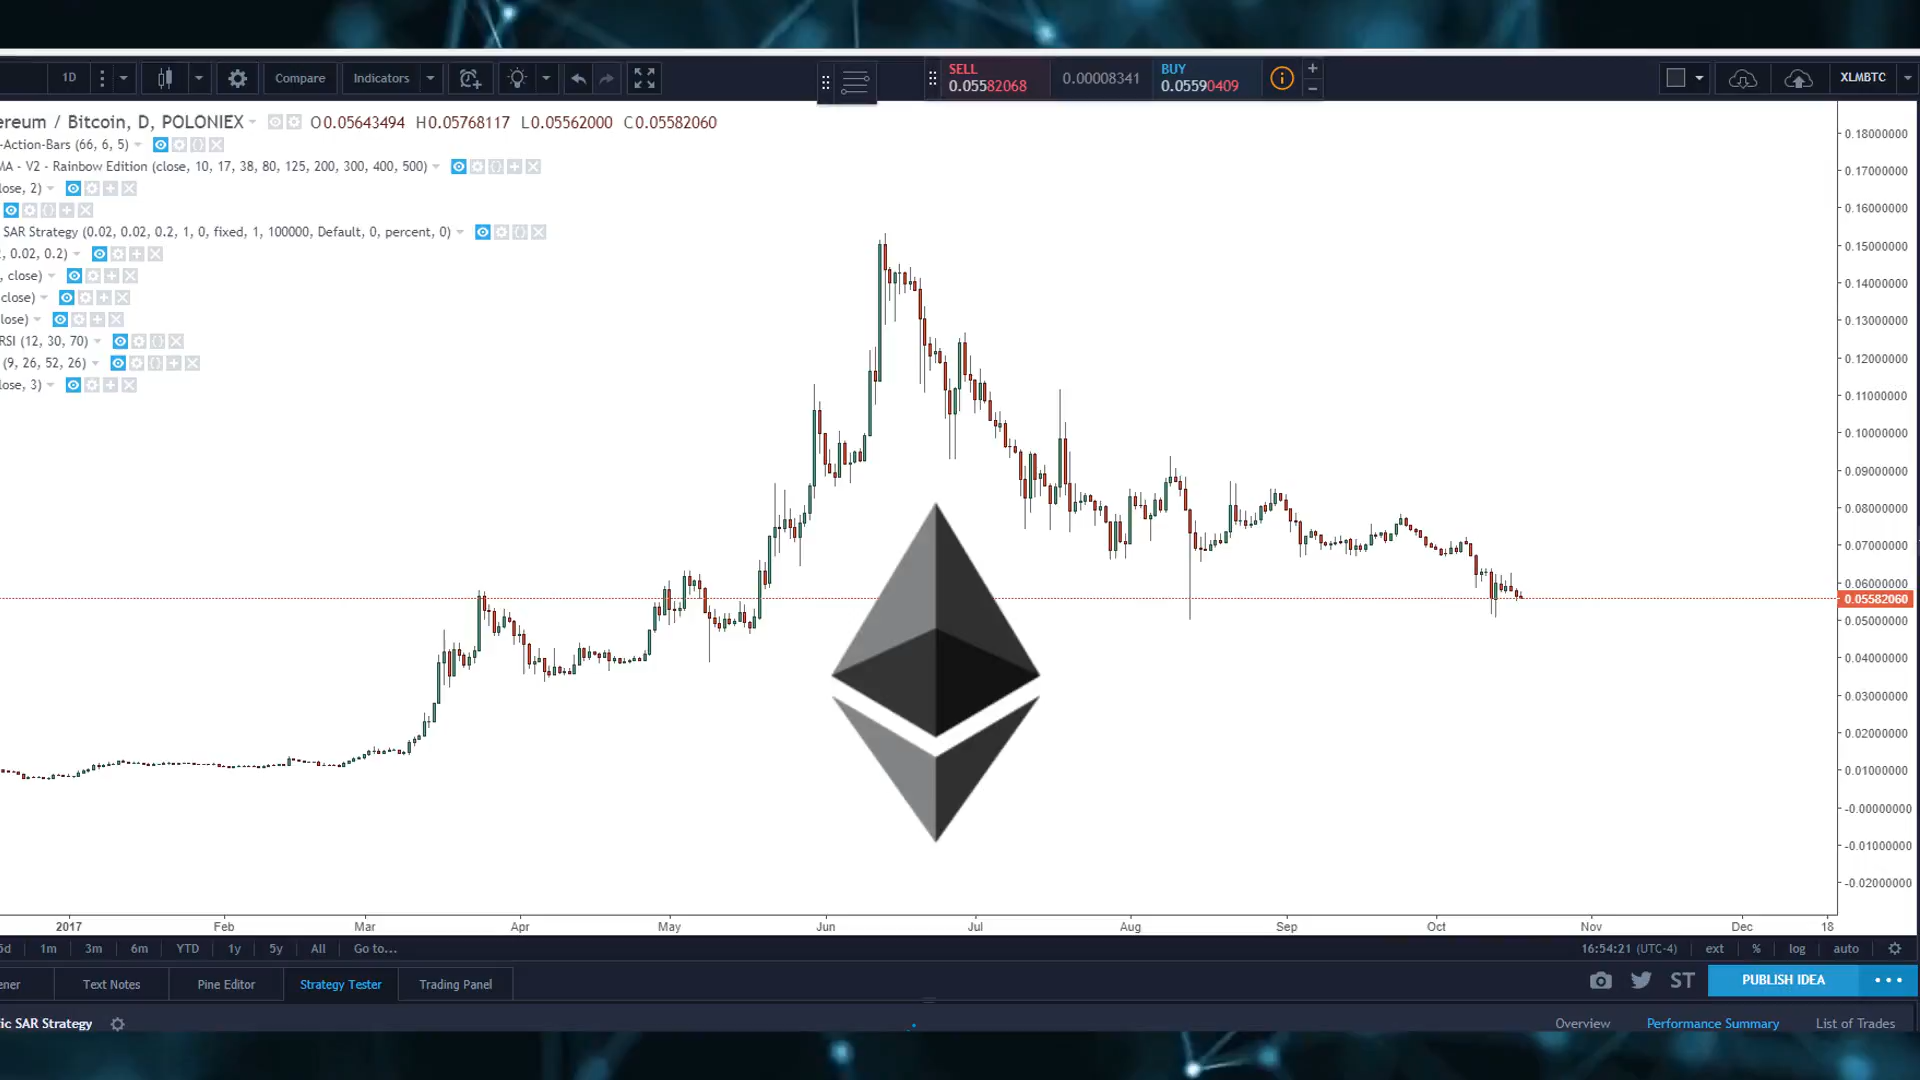 1D Compare Indicators SELL 0.05582068 0.00008341 BUY 0.05590409 XLMBTC
ereum / Bitcoin, D, POLONIEX O0.05643494 H0.05768117 L0.05562000 C0.05582060
-Action-Bars (66, 6, 5)
MA - V2 - Rainbow Edition (close, 10, 17, 38, 80, 125, 200, 300, 400, 500)
lose, 2)
SAR Strategy (0.02, 0.02, 0.2, 1, 0, fixed, 1, 100000, Default, 0, percent, 0)
, 0.02, 0.2)
, close)
close)
lose)
RSI (12, 30, 70)
(9, 26, 52, 26)
lose, 3)
0.18000000
0.17000000
0.16000000
0.15000000
0.14000000
0.13000000
0.12000000
0.11000000
0.10000000
0.09000000
0.08000000
0.07000000
0.06000000
0.05582060
0.05000000
0.04000000
0.03000000
0.02000000
0.01000000
-0.00000000
-0.01000000
-0.02000000
2017 Feb Mar Apr May Jun Jul Aug Sep Oct Nov Dec 18
5d 1m 3m 6m YTD 1y 5y All Go to... 16:54:21 (UTC-4) ext % log auto
ener Text Notes Pine Editor Strategy Tester Trading Panel ST PUBLISH IDEA
ic SAR Strategy Overview Performance Summary List of Trades